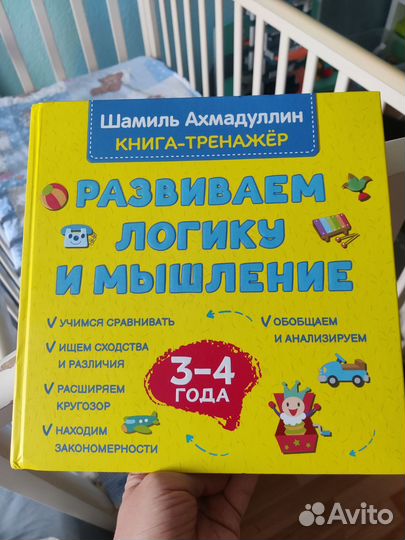 Шамиль Ахмадуллин
КНИГА-ТРЕНАЖЁР
РАЗВИВАЕМ
ЛОГИКУ
И МЫШЛЕНИЕ
УЧИМСЯ СРАВНИВАТЬ
ИЩЕМ СХОДСТВА
И РАЗЛИЧИЯ
РАСШИРЯЕМ
КРУГОЗОР
НАХОДИМ
ЗАКОНОМЕРНОСТИ
ОБОБЩАЕМ
И АНАЛИЗИРУЕМ
3–4
ГОДА
Avito